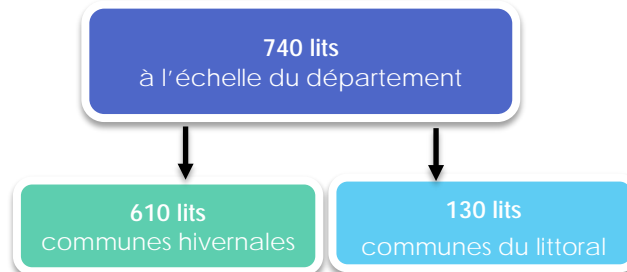 740 lits
à l'échelle du département
610 lits
communes hivernales
130 lits
communes du littoral